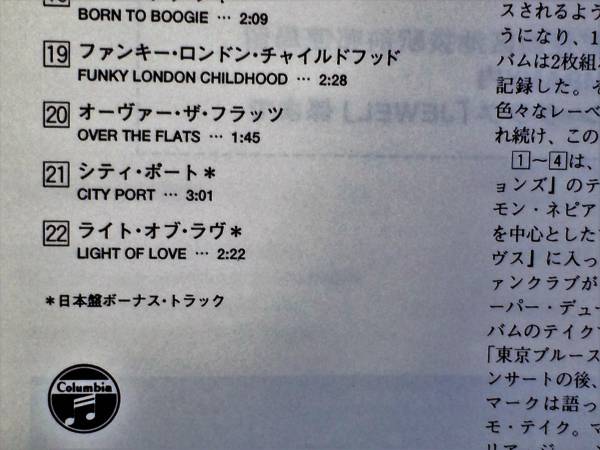 BORN TO BOOGIE … 2:09
19 ファンキー・ロンドン・チャイルドフッド
FUNKY LONDON CHILDHOOD … 2:28
20 オーヴァー・ザ・フラッツ
OVER THE FLATS … 1:45
21 シティ・ポート*
CITY PORT … 3:01
22 ライト・オブ・ラヴ*
LIGHT OF LOVE … 2:22
*日本盤ボーナス・トラック
Columbia
スされるよう
うになり、1
バムは2枚組
記録した。そ
色々なレーベ
れ続け、この
1〜4は、
ョンズ』のテ
モン・ネピア
を中心とした
ヴス』に入っ
ァンクラブが
ーパー・デュー
バムのテイク
「東京ブルース
ンサートの後、
マークは語っ
モ・テイク。マ